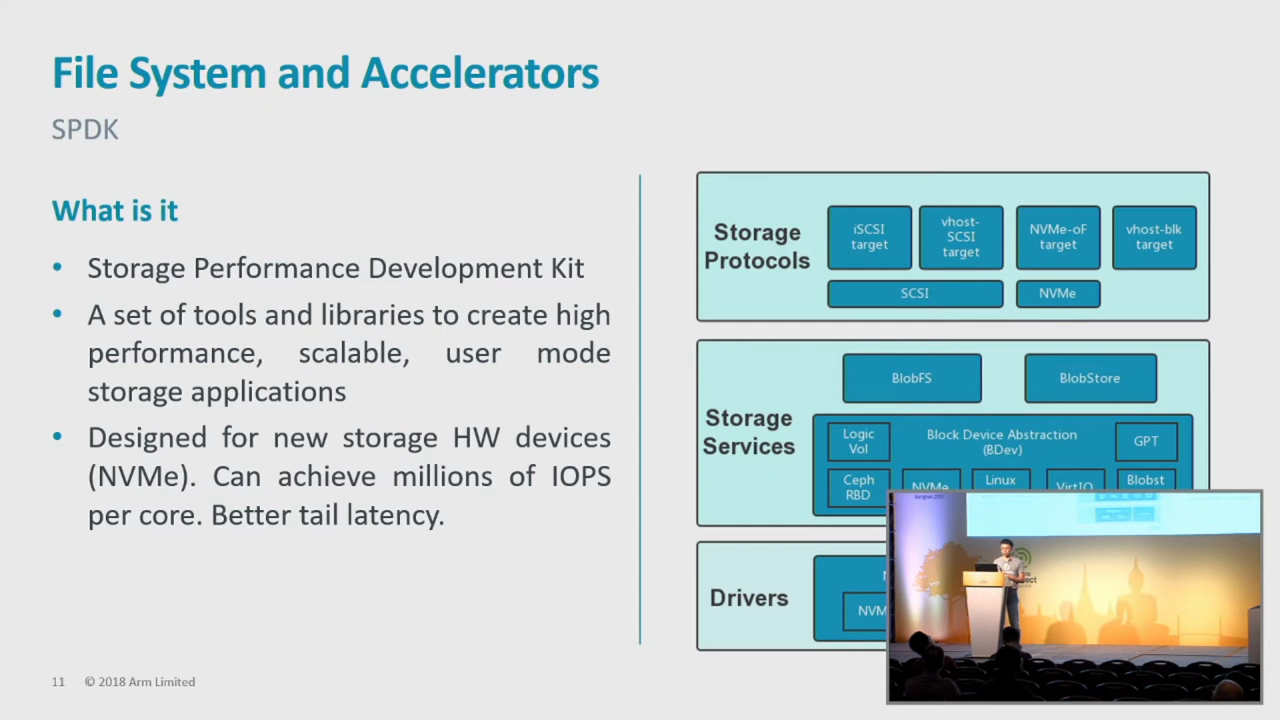 File System and Accelerators
SPDK
What is it
• Storage Performance Development Kit
• A set of tools and libraries to create high
performance, scalable, user mode
storage applications
• Designed for new storage HW devices
(NVMe). Can achieve millions of IOPS
per core. Better tail latency.
Storage
Protocols
iSCSI
target
vhost-
SCSI
target
NVMe-oF
target
vhost-blk
target
SCSI
NVMe
Storage
Services
BlobFS
BlobStore
Logic
Vol
Block Device Abstraction
(BDev)
GPT
Ceph
RBD
NVMe
Linux
VirtIO
Blobst
Drivers
11 © 2018 Arm Limited